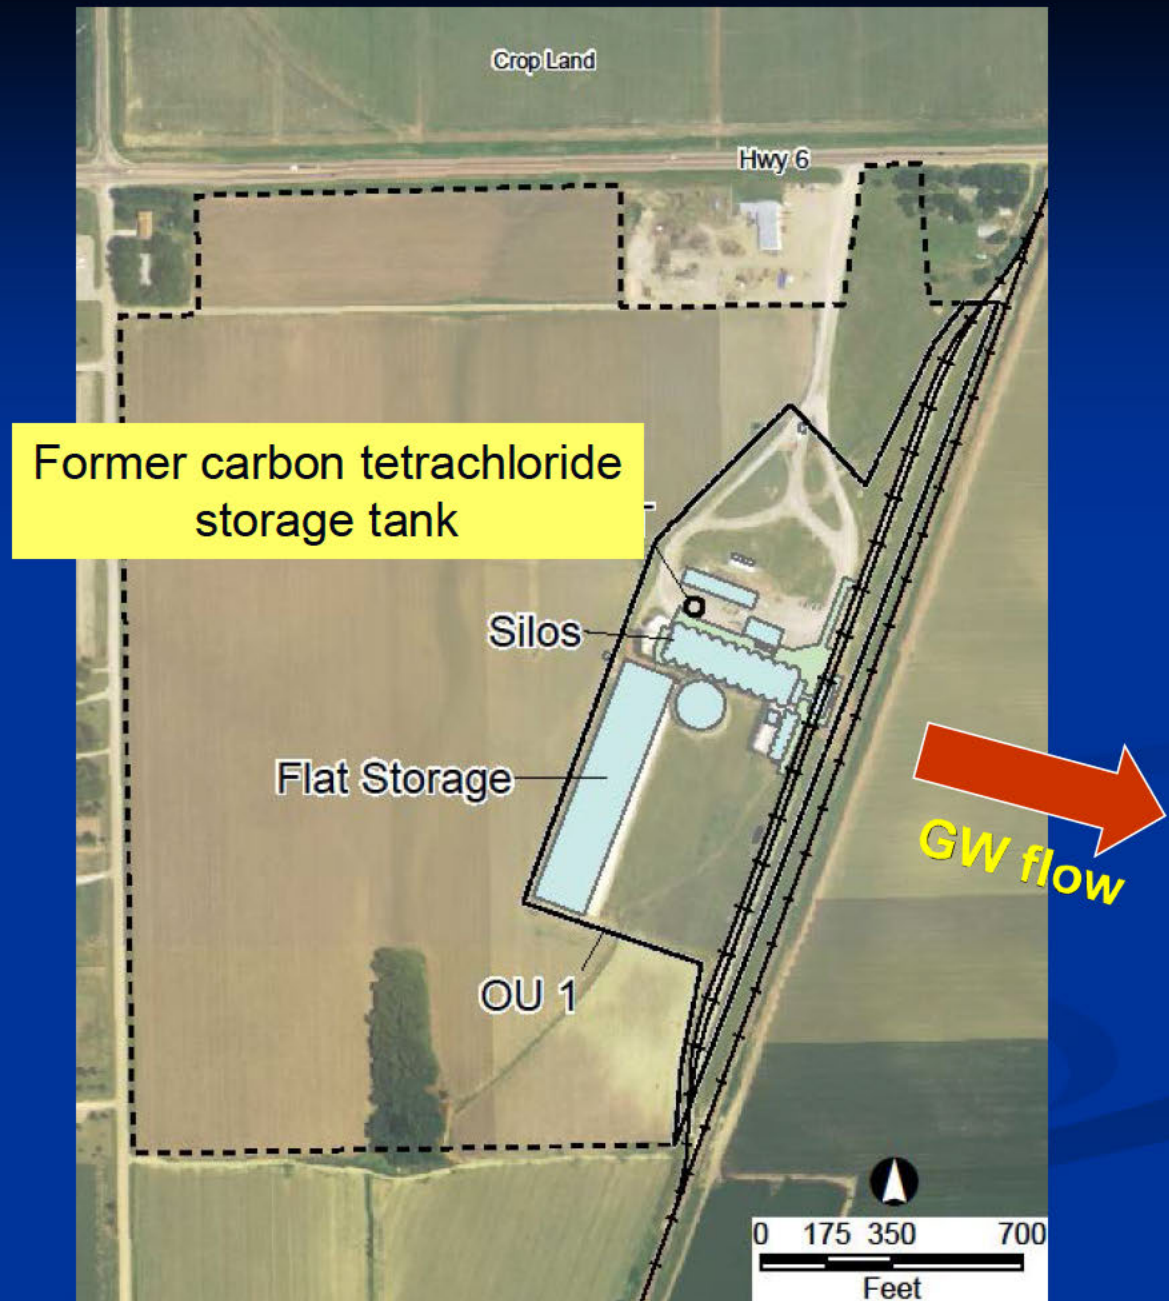 Crop Land
Hwy 6
Former carbon tetrachloride
storage tank
Silos
Flat Storage
GW flow
OU 1
0 175 350 700
Feet